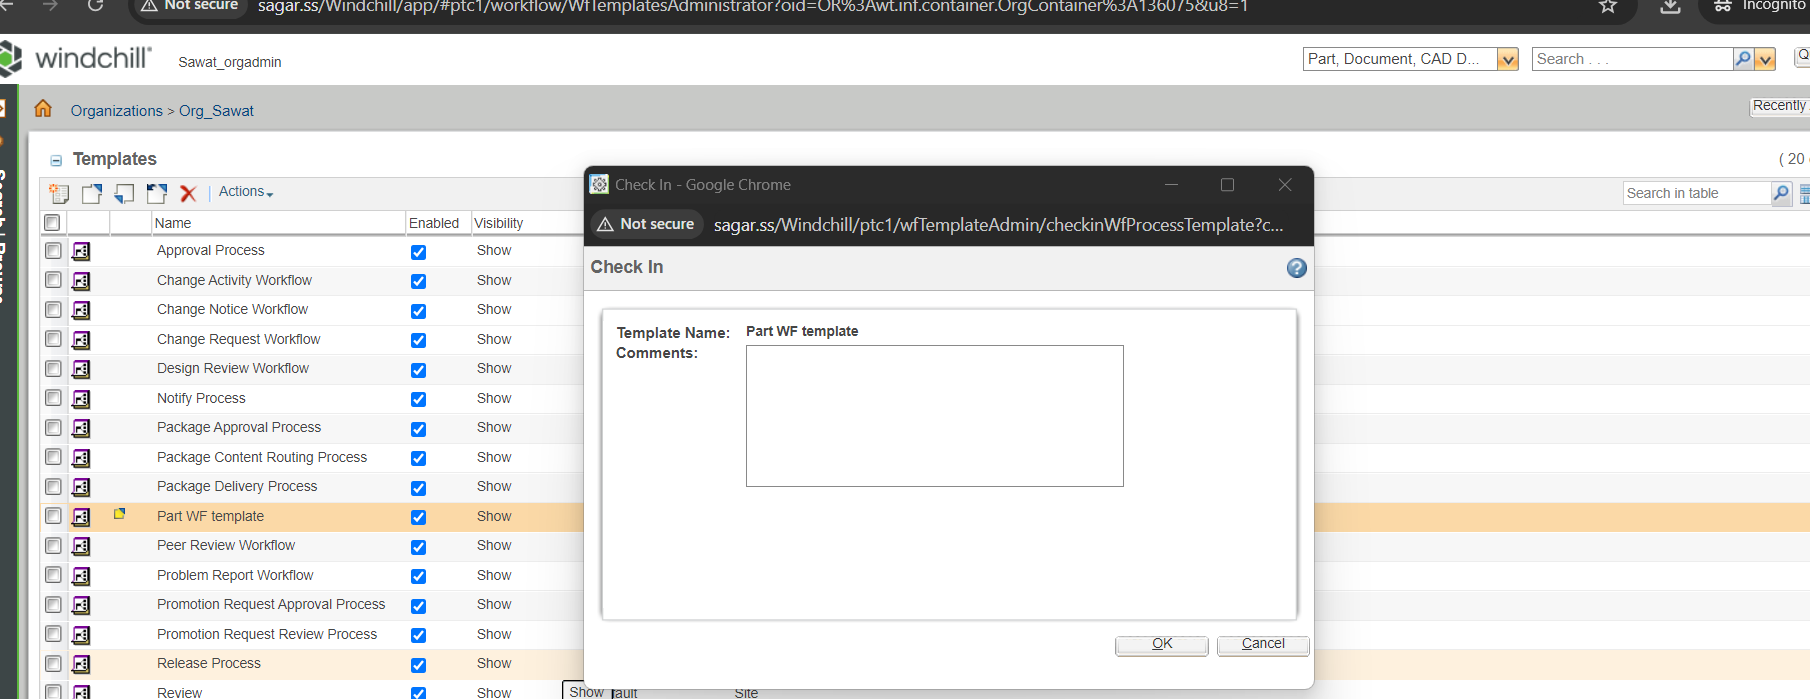 Not secure
sagar.ss/Windchill/app/#ptc1/workflow/WfTemplatesAdministrator?oid=OR%3Awt.inf.container.OrgContainer%3A136075&u8=1
Incognito
windchill
Sawat_orgadmin
Part, Document, CAD D...
Search . . .
Q
Organizations > Org_Sawat
Recently
Templates
( 20
Actions
Search in table
Name Enabled Visibility
Approval Process Show
Change Activity Workflow Show
Change Notice Workflow Show
Change Request Workflow Show
Design Review Workflow Show
Notify Process Show
Package Approval Process Show
Package Content Routing Process Show
Package Delivery Process Show
Part WF template Show
Peer Review Workflow Show
Problem Report Workflow Show
Promotion Request Approval Process Show
Promotion Request Review Process Show
Release Process Show
Review Show Show ault Site
Check In - Google Chrome
Not secure sagar.ss/Windchill/ptc1/wfTemplateAdmin/checkinWfProcessTemplate?c...
Check In
Template Name: Part WF template
Comments:
OK Cancel